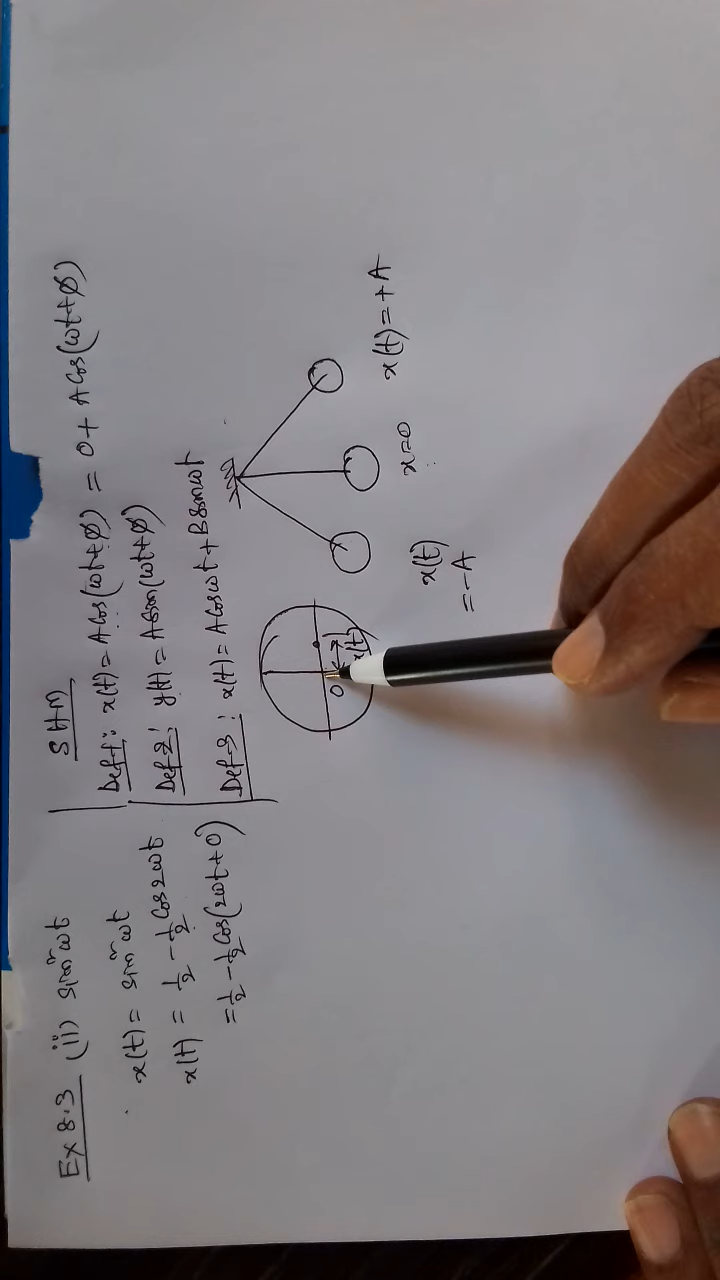 Ex 8.3 (ii) sin²ωt
x(t) = sin²ωt
x(t) = 1/2 - 1/2 cos2ωt
= 1/2 - 1/2 cos(2ωt+0)
SHM
Def-1: x(t) = A cos(ωt+φ) = 0 + A cos(ωt+φ)
Def-2: y(t) = A sin(ωt+φ)
Def-3: x(t) = A cosωt + B sinωt
0
x(t)
x(t) = -A
x=0
x(t) = +A